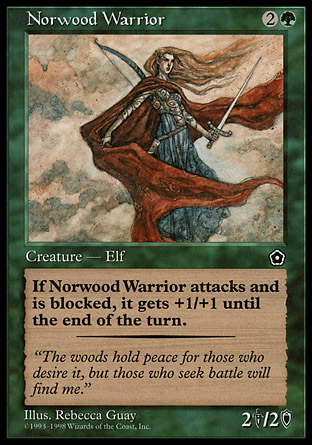 Norwood Warrior 2
Creature — Elf
If Norwood Warrior attacks and
is blocked, it gets +1/+1 until
the end of the turn.
"The woods hold peace for those who
desire it, but those who seek battle will
find me."
Illus. Rebecca Guay
©1993-1998 Wizards of the Coast, Inc.
2/2